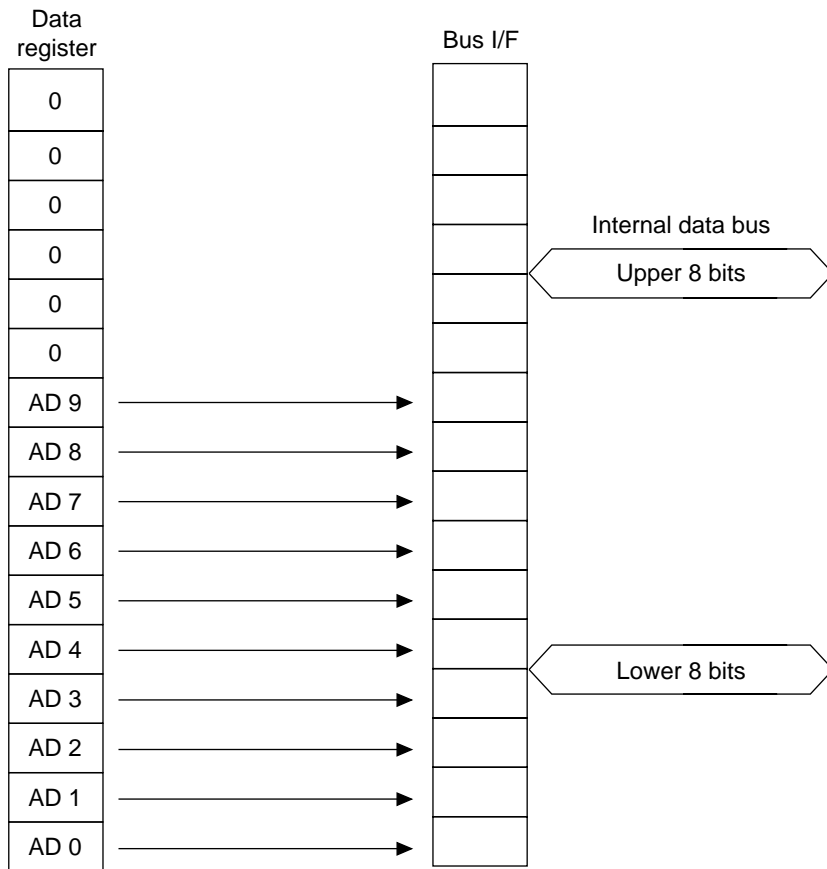 Data
register
Bus I/F
0
0
0
0
0
0
AD 9
AD 8
AD 7
AD 6
AD 5
AD 4
AD 3
AD 2
AD 1
AD 0
Internal data bus
Upper 8 bits
Lower 8 bits